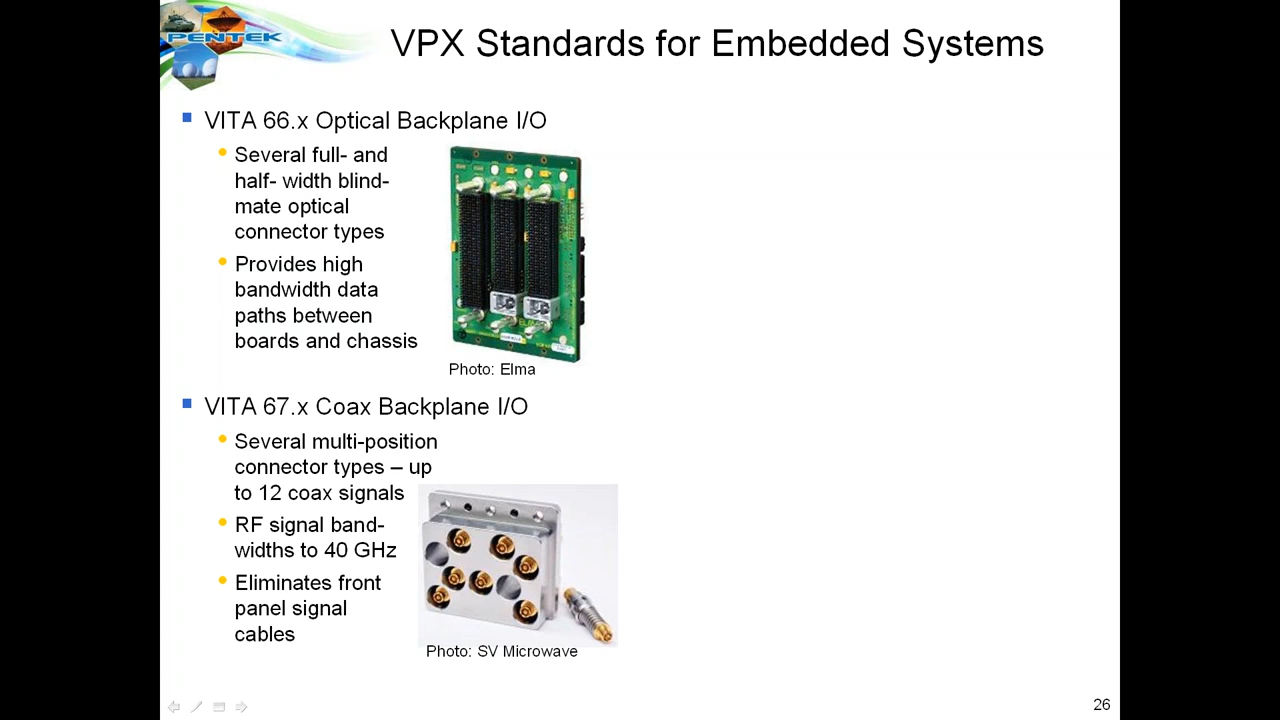 PENTEK
VPX Standards for Embedded Systems
VITA 66.x Optical Backplane I/O
Several full- and
half- width blind-
mate optical
connector types
Provides high
bandwidth data
paths between
boards and chassis
Photo: Elma
VITA 67.x Coax Backplane I/O
Several multi-position
connector types – up
to 12 coax signals
RF signal band-
widths to 40 GHz
Eliminates front
panel signal
cables
Photo: SV Microwave
26